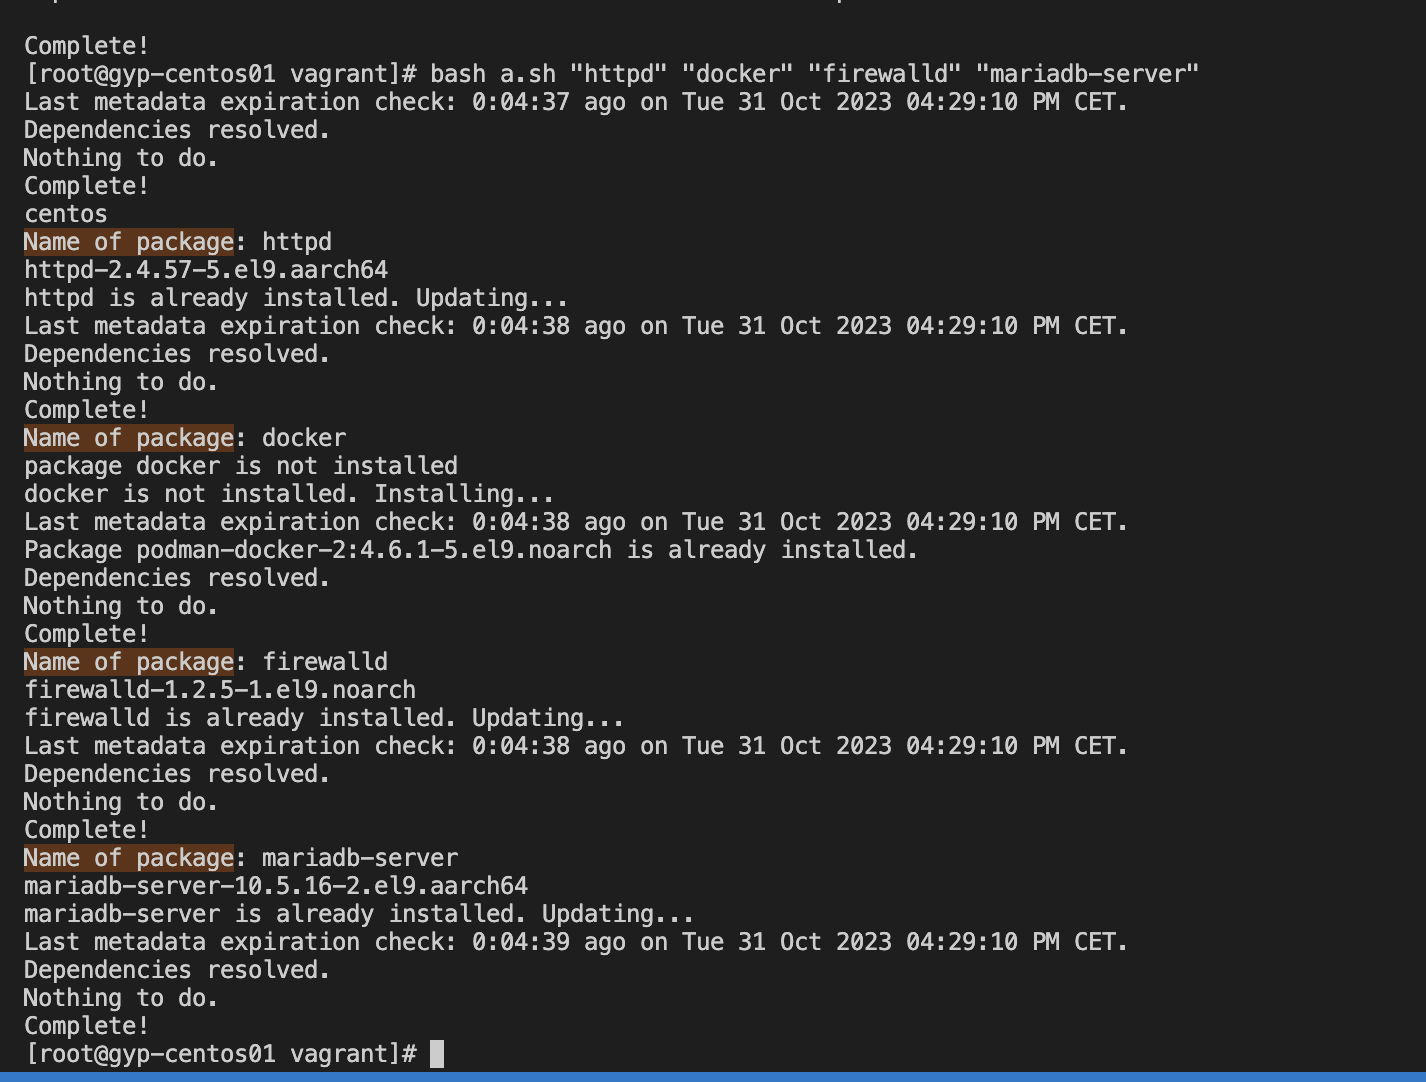 Complete!
[root@gyp-centos01 vagrant]# bash a.sh "httpd" "docker" "firewalld" "mariadb-server"
Last metadata expiration check: 0:04:37 ago on Tue 31 Oct 2023 04:29:10 PM CET.
Dependencies resolved.
Nothing to do.
Complete!
centos
Name of package: httpd
httpd-2.4.57-5.el9.aarch64
httpd is already installed. Updating...
Last metadata expiration check: 0:04:38 ago on Tue 31 Oct 2023 04:29:10 PM CET.
Dependencies resolved.
Nothing to do.
Complete!
Name of package: docker
package docker is not installed
docker is not installed. Installing...
Last metadata expiration check: 0:04:38 ago on Tue 31 Oct 2023 04:29:10 PM CET.
Package podman-docker-2:4.6.1-5.el9.noarch is already installed.
Dependencies resolved.
Nothing to do.
Complete!
Name of package: firewalld
firewalld-1.2.5-1.el9.noarch
firewalld is already installed. Updating...
Last metadata expiration check: 0:04:38 ago on Tue 31 Oct 2023 04:29:10 PM CET.
Dependencies resolved.
Nothing to do.
Complete!
Name of package: mariadb-server
mariadb-server-10.5.16-2.el9.aarch64
mariadb-server is already installed. Updating...
Last metadata expiration check: 0:04:39 ago on Tue 31 Oct 2023 04:29:10 PM CET.
Dependencies resolved.
Nothing to do.
Complete!
[root@gyp-centos01 vagrant]#